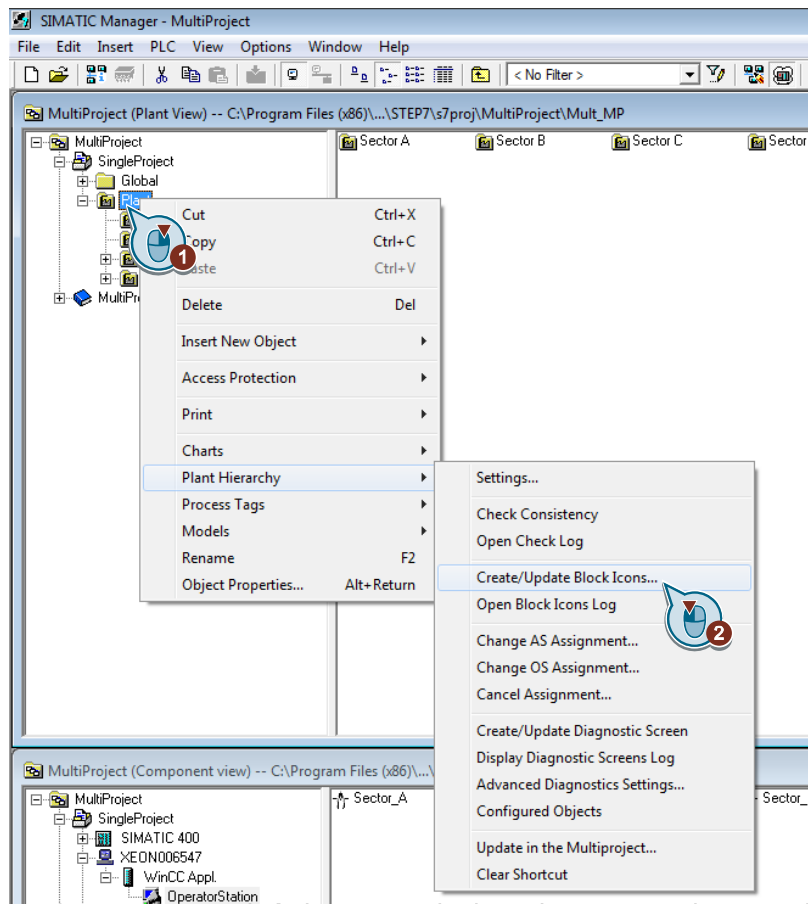 SIMATIC Manager - MultiProject
File Edit Insert PLC View Options Window Help
< No Filter >
MultiProject (Plant View) -- C:\Program Files (x86)\...\STEP7\s7proj\MultiProject\Mult_MP
MultiProject
SingleProject
Global
MultiPr
Sector A Sector B Sector C Sector
1
Cut Ctrl+X
Copy Ctrl+C
Paste Ctrl+V
Delete Del
Insert New Object
Access Protection
Print
Charts
Plant Hierarchy
Process Tags
Models
Rename F2
Object Properties... Alt+Return
Settings...
Check Consistency
Open Check Log
Create/Update Block Icons...
Open Block Icons Log
2
Change AS Assignment...
Change OS Assignment...
Cancel Assignment...
Create/Update Diagnostic Screen
Display Diagnostic Screens Log
Advanced Diagnostics Settings...
Configured Objects
Update in the Multiproject...
Clear Shortcut
MultiProject (Component view) -- C:\Program Files (x86)\...\
MultiProject
SingleProject
SIMATIC 400
XEON006547
WinCC Appl.
OperatorStation
Sector_A Sector_